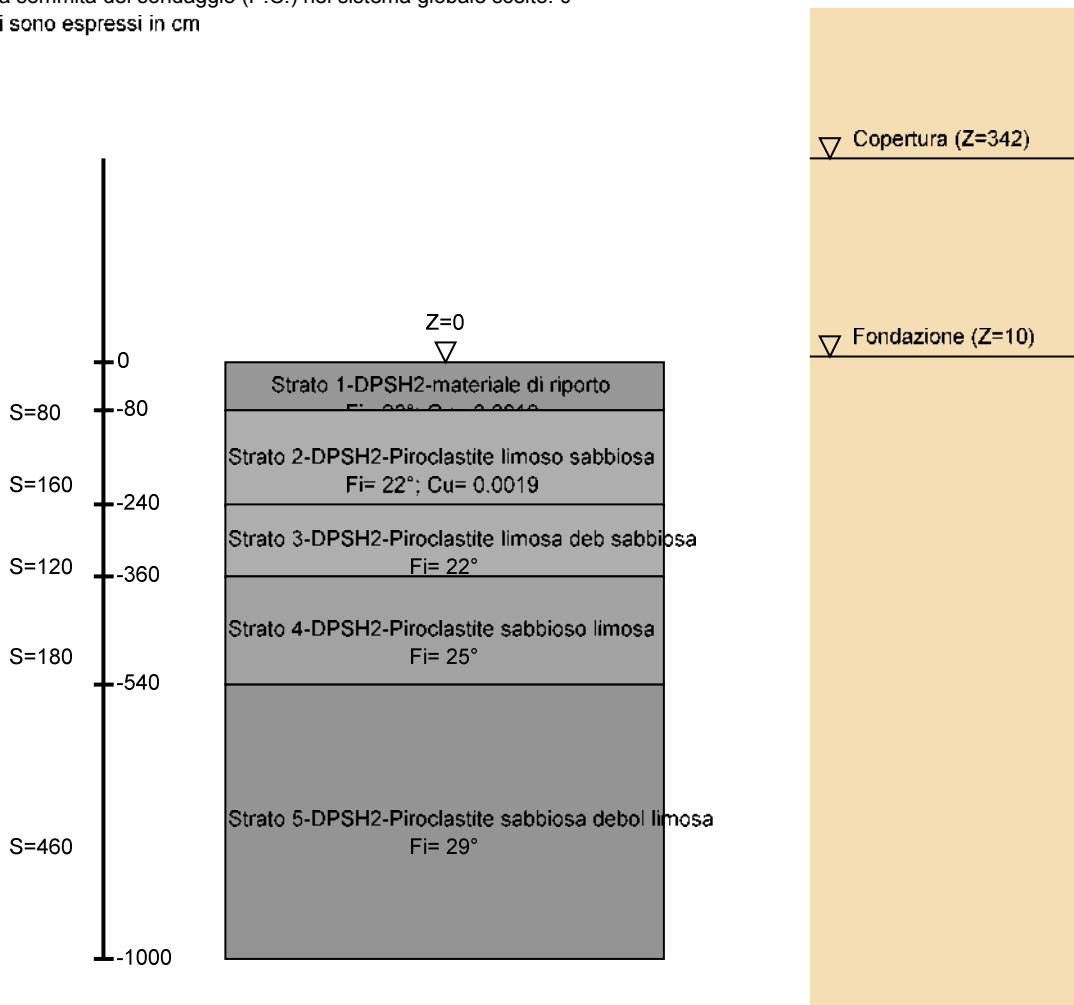 sono espressi in cm
Copertura (Z=342)
Z=0
Fondazione (Z=10)
0
Strato 1-DPSH2-materiale di riporto
S=80
-80
Strato 2-DPSH2-Piroclastite limoso sabbiosa
S=160
Fi= 22°; Cu= 0.0019
-240
Strato 3-DPSH2-Piroclastite limosa deb sabbiosa
S=120
Fi= 22°
-360
Strato 4-DPSH2-Piroclastite sabbioso limosa
S=180
Fi= 25°
-540
Strato 5-DPSH2-Piroclastite sabbiosa debol limosa
S=460
Fi= 29°
-1000